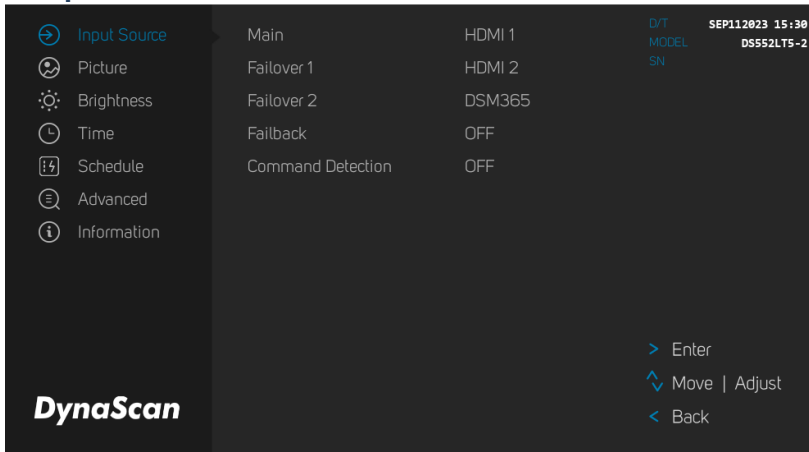 Input Source
Picture
Brightness
Time
Schedule
Advanced
Information
DynaScan
Main HDMI 1
Failover 1 HDMI 2
Failover 2 DSM365
Failback OFF
Command Detection OFF
D/T SEP112023 15:30
MODEL DS552LT5-2
SN
> Enter
Move | Adjust
< Back